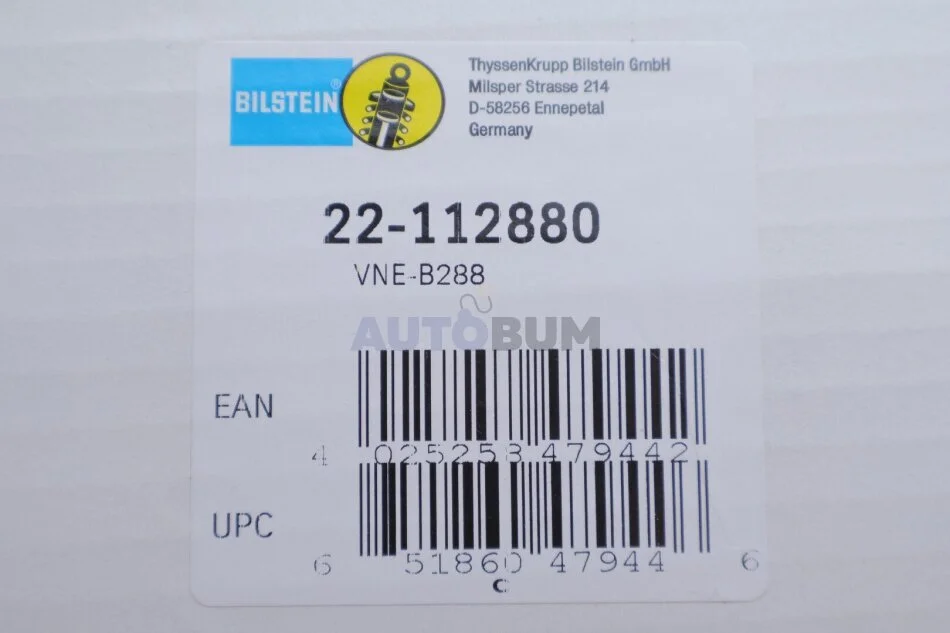 BILSTEIN®
ThyssenKrupp Bilstein GmbH
Milsper Strasse 214
D-58256 Ennepetal
Germany
22-112880
VNE-B288
AUTOBUM
EAN
4 025258 479442
UPC
6 51860 47944 6
C